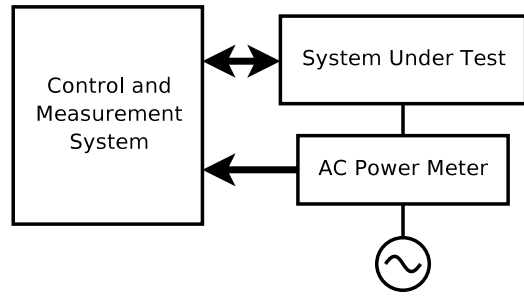 Control and
Measurement
System
System Under Test
AC Power Meter